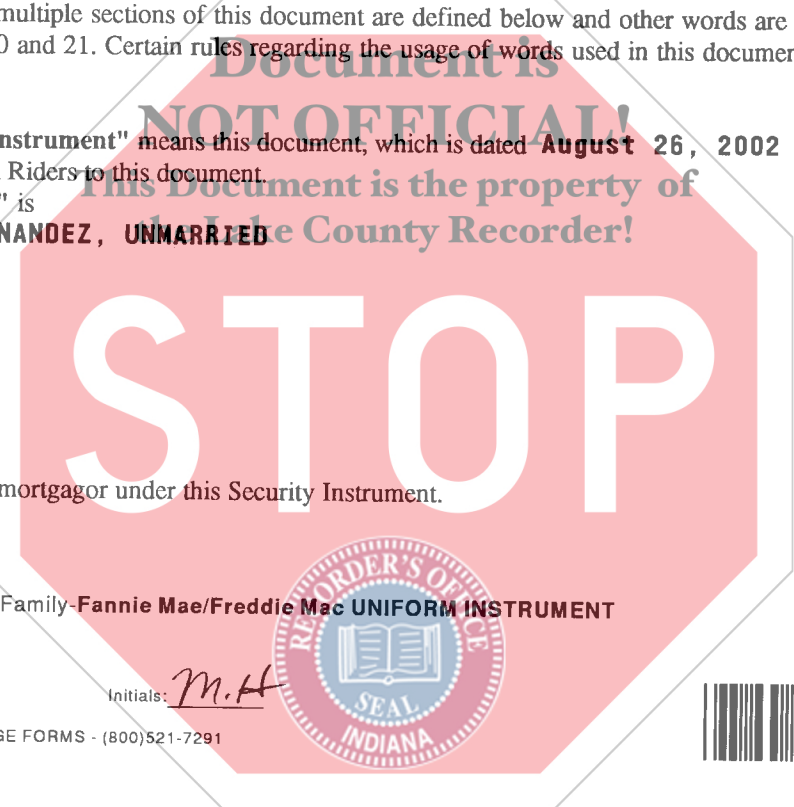 multiple sections of this document are defined below and other words are
0 and 21. Certain rules regarding the usage of words used in this documen
Document is
NOT OFFICIAL!
nstrument" means this document, which is dated August 26, 2002
Riders to this document.
This Document is the property of
" is
NANDEZ, UNMARRIED
the Lake County Recorder!
STOP
mortgagor under this Security Instrument.
Family-Fannie Mae/Freddie Mac UNIFORM INSTRUMENT
RECORDER'S OFFICE
SEAL
INDIANA
Initials: M.H
GE FORMS - (800)521-7291